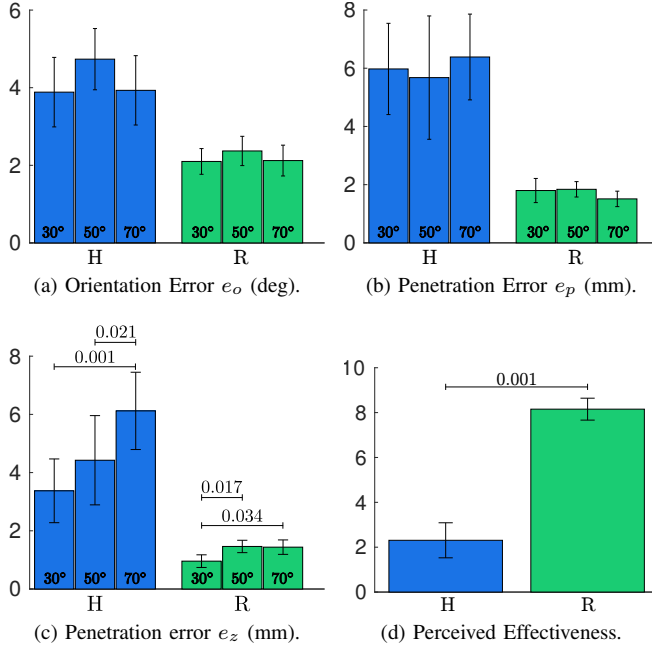 6
4
2
0
30° 50° 70° 30° 50° 70°
H R
(a) Orientation Error e_o (deg).
8
6
4
2
0
30° 50° 70° 30° 50° 70°
H R
(b) Penetration Error e_p (mm).
0.021
0.001
8
6
4
2
0
0.017
0.034
30° 50° 70° 30° 50° 70°
H R
(c) Penetration error e_z (mm).
10
8
6
4
2
0
0.001
H R
(d) Perceived Effectiveness.